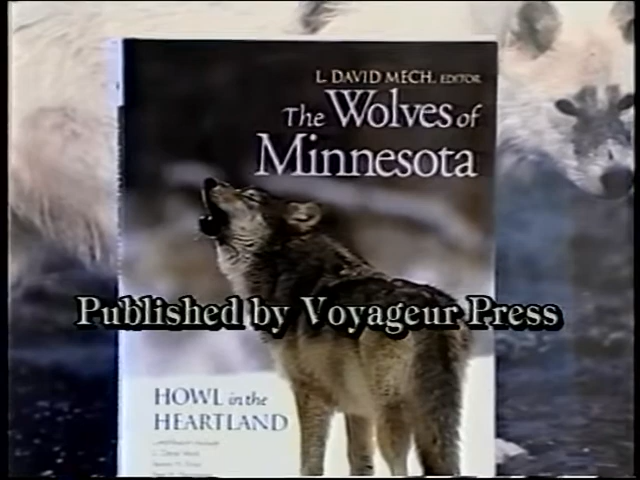 L. DAVID MECH, EDITOR
The Wolves of
Minnesota
Published by Voyageur Press
HOWL in the
HEARTLAND